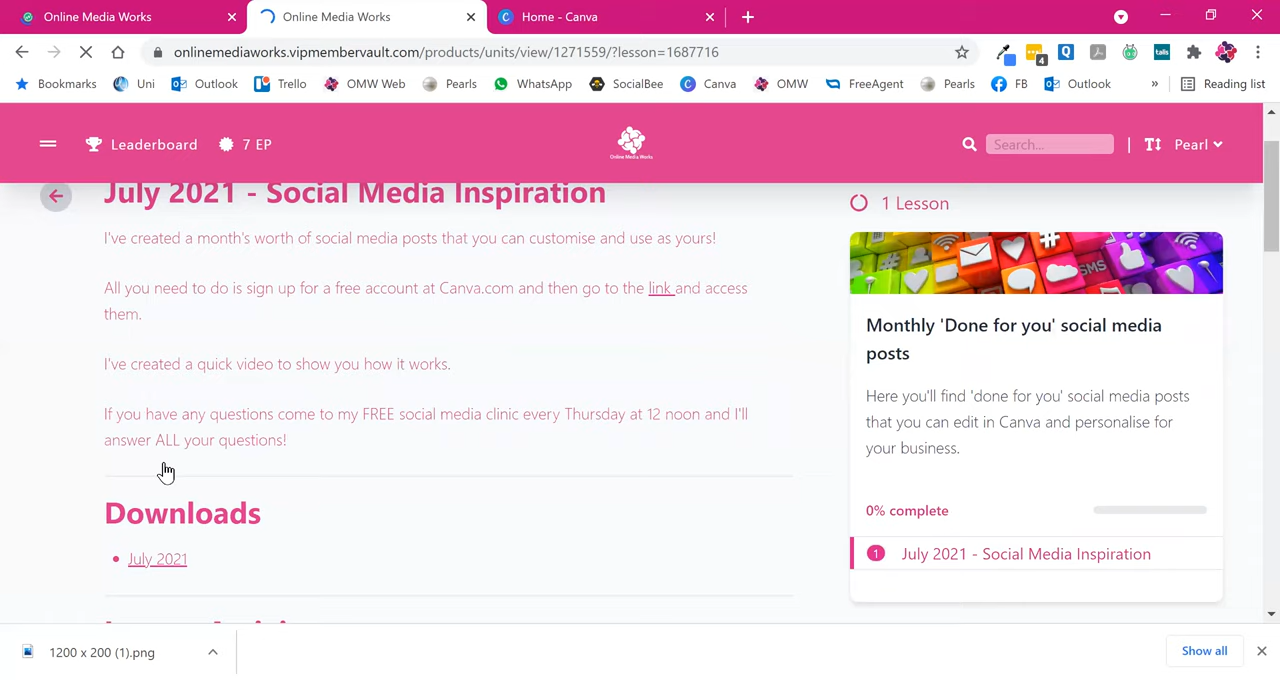 Online Media Works
Online Media Works
Home - Canva
onlinemediaworks.vipmembervault.com/products/units/view/1271559/?lesson=1687716
4
talis
Bookmarks
Uni
Outlook
Trello
OMW Web
Pearls
WhatsApp
SocialBee
Canva
OMW
FreeAgent
Pearls
FB
Outlook
»
Reading list
Leaderboard
7 EP
Online Media Works
Search...
Pearl
July 2021 - Social Media Inspiration
I've created a month's worth of social media posts that you can customise and use as yours!
All you need to do is sign up for a free account at Canva.com and then go to the link and access
them.
I've created a quick video to show you how it works.
If you have any questions come to my FREE social media clinic every Thursday at 12 noon and I'll
answer ALL your questions!
Downloads
July 2021
1 Lesson
SMS
Monthly 'Done for you' social media
posts
Here you'll find 'done for you' social media posts
that you can edit in Canva and personalise for
your business.
0% complete
1 July 2021 - Social Media Inspiration
1200 x 200 (1).png
Show all